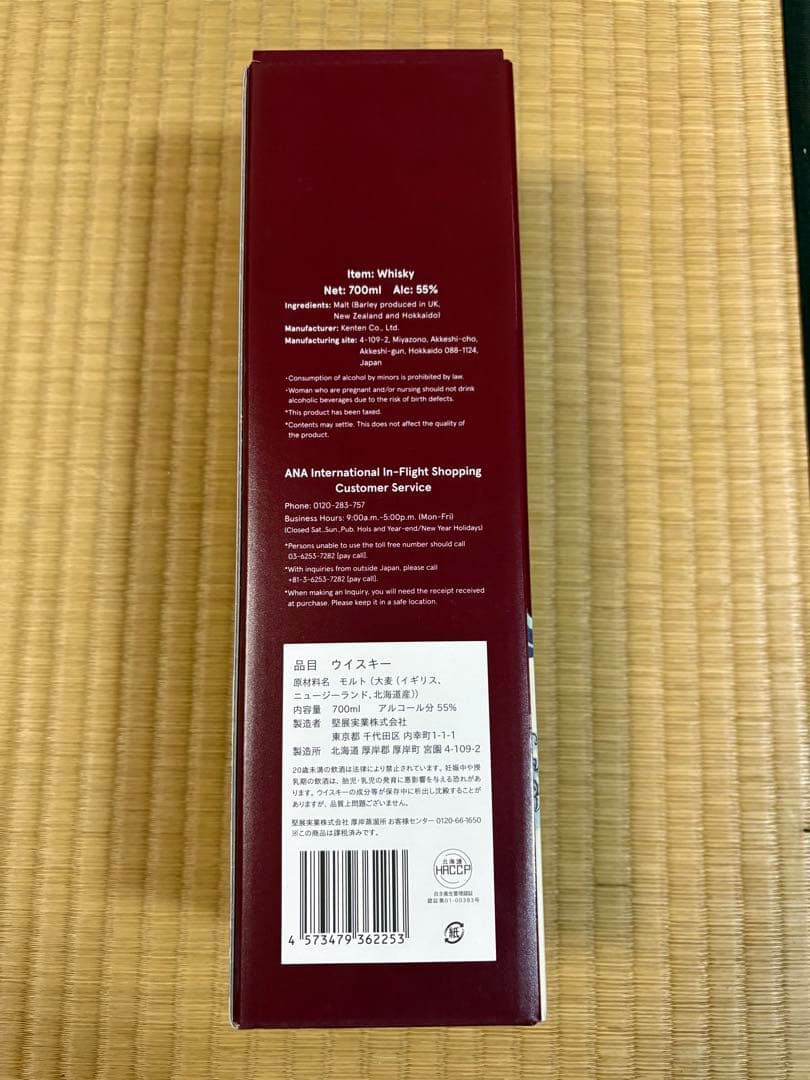 Item: Whisky
Net: 700ml Alc: 55%
Ingredients: Malt (Barley produced in UK,
New Zealand and Hokkaido)
Manufacturer: Kenten Co., Ltd.
Manufacturing site: 4-109-2, Miyazono, Akkeshi-cho,
Akkeshi-gun, Hokkaido 088-1124,
Japan
・Consumption of alcohol by minors is prohibited by law.
・Woman who are pregnant and/or nursing should not drink
alcoholic beverages due to the risk of birth defects.
*This product has been taxed.
*Contents may settle. This does not affect the quality of
the product.
ANA International In-Flight Shopping
Customer Service
Phone: 0120-283-757
Business Hours: 9:00a.m.-5:00p.m. (Mon-Fri)
(Closed Sat.,Sun.,Pub. Hols and Year-end/New Year Holidays)
*Persons unable to use the toll free number should call
03-6253-7282 [pay call].
*With inquiries from outside Japan, please call
+81-3-6253-7282 [pay call].
*When making an Inquiry, you will need the receipt received
at purchase. Please keep it in a safe location.
品目 ウイスキー
原材料名 モルト (大麦 (イギリス、
ニュージーランド、北海道産))
内容量 700ml アルコール分 55%
製造者 堅展実業株式会社
東京都 千代田区 内幸町1-1-1
製造所 北海道 厚岸郡 厚岸町 宮園 4-109-2
20歳未満の飲酒は法律により禁止されています。妊娠中や授
乳期の飲酒は、胎児・乳児の発育に悪影響を与える恐れがあ
ります。ウイスキーの成分等が保存中に析出し沈殿することが
ありますが、品質上問題ございません。
堅展実業株式会社 厚岸蒸溜所 お客様センター 0120-66-1650
※この商品は課税済みです。
北海道
HACCP
自主衛生管理認証
認証第01-00383号
紙
4 573479 362253